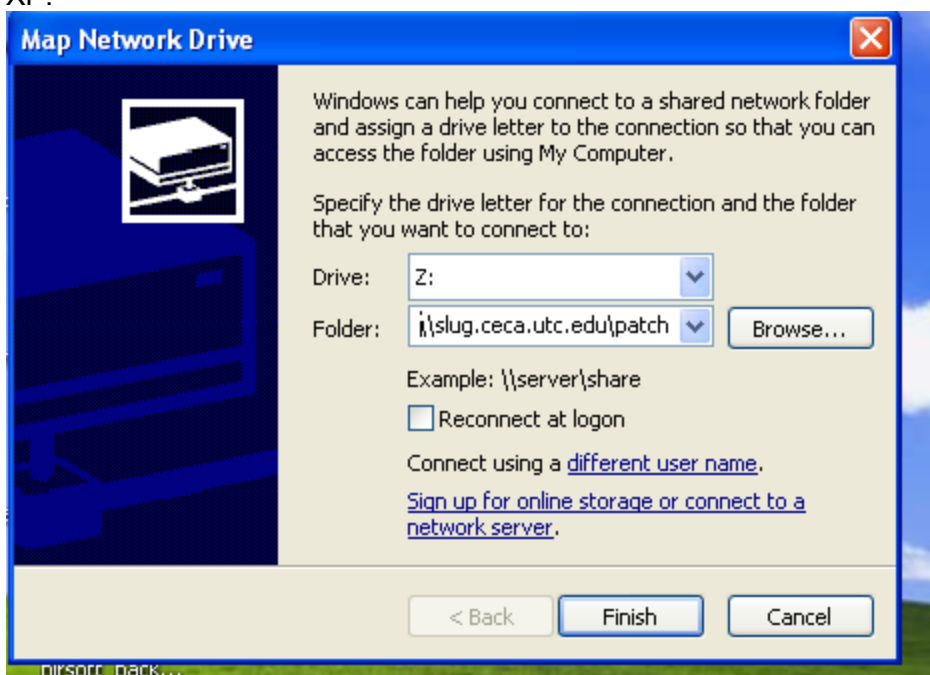 XP:
Map Network Drive
Windows can help you connect to a shared network folder
and assign a drive letter to the connection so that you can
access the folder using My Computer.
Specify the drive letter for the connection and the folder
that you want to connect to:
Drive: Z:
Folder: \\slug.ceca.utc.edu\patch Browse...
Example: \\server\share
Reconnect at logon
Connect using a different user name.
Sign up for online storage or connect to a
network server.
< Back Finish Cancel